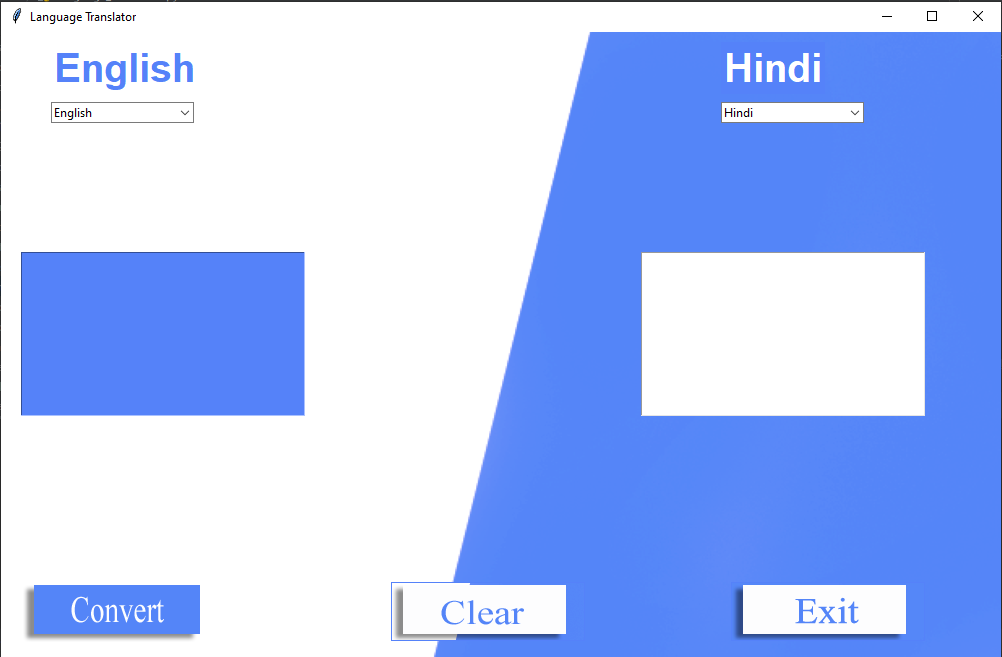 Language Translator
English
Hindi
English
Hindi
Convert
Clear
Exit